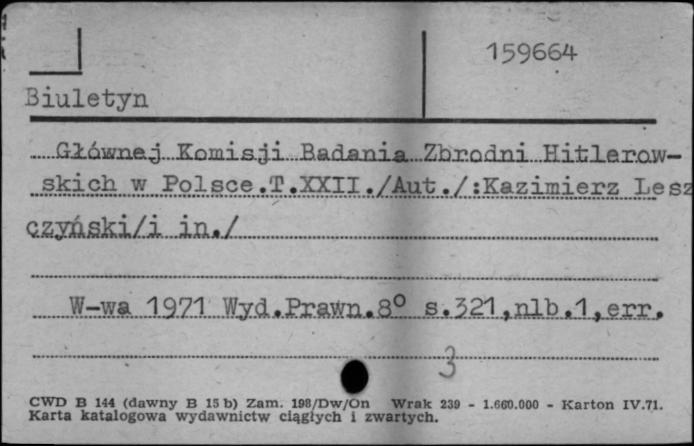 159664
Biuletyn
Głównej Komisji Badania Zbrodni Hitlerow-
skich w Polsce.T.XXII./Aut./:Kazimierz Lesz
czyński/i in./
W-wa 1971 Wyd.Prawn.8° s.321,nlb.1,err.
3
CWD B 144 (dawny B 15 b) Zam. 198/Dw/On Wrak 239 - 1.660.000 - Karton IV.71.
Karta katalogowa wydawnictw ciągłych i zwartych.